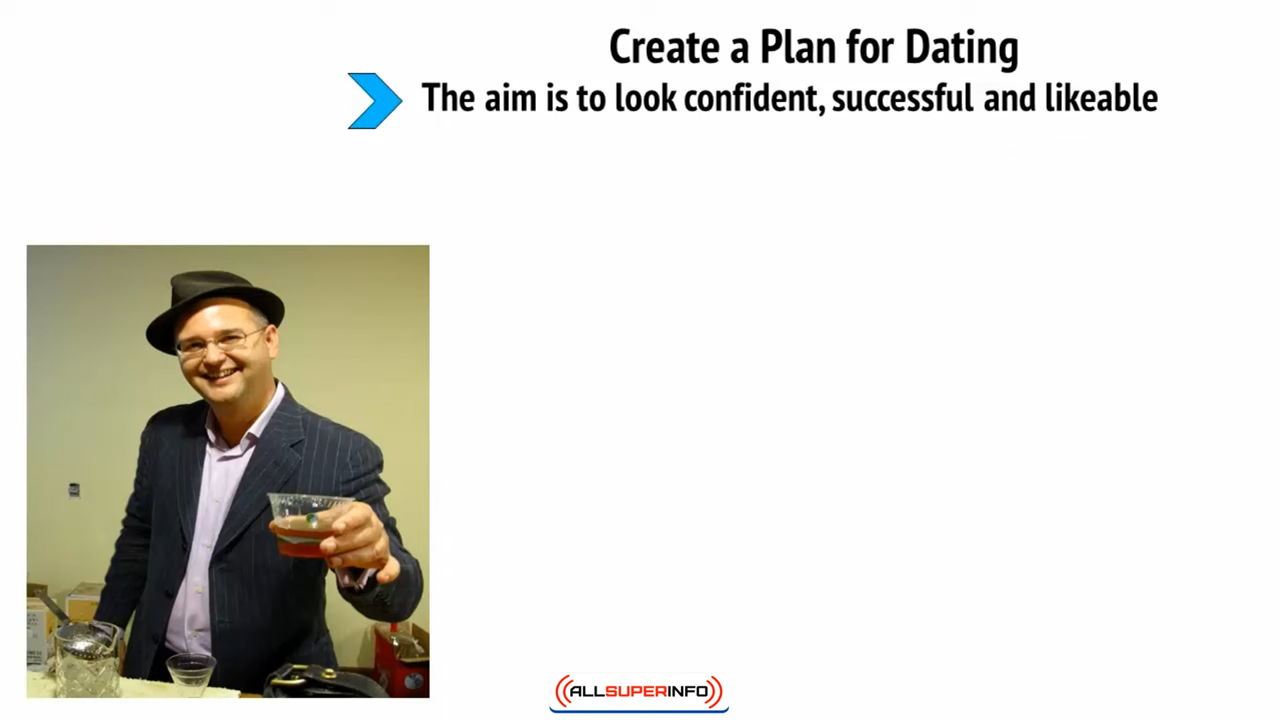 Create a Plan for Dating
The aim is to look confident, successful and likeable
ALLSUPERINFO